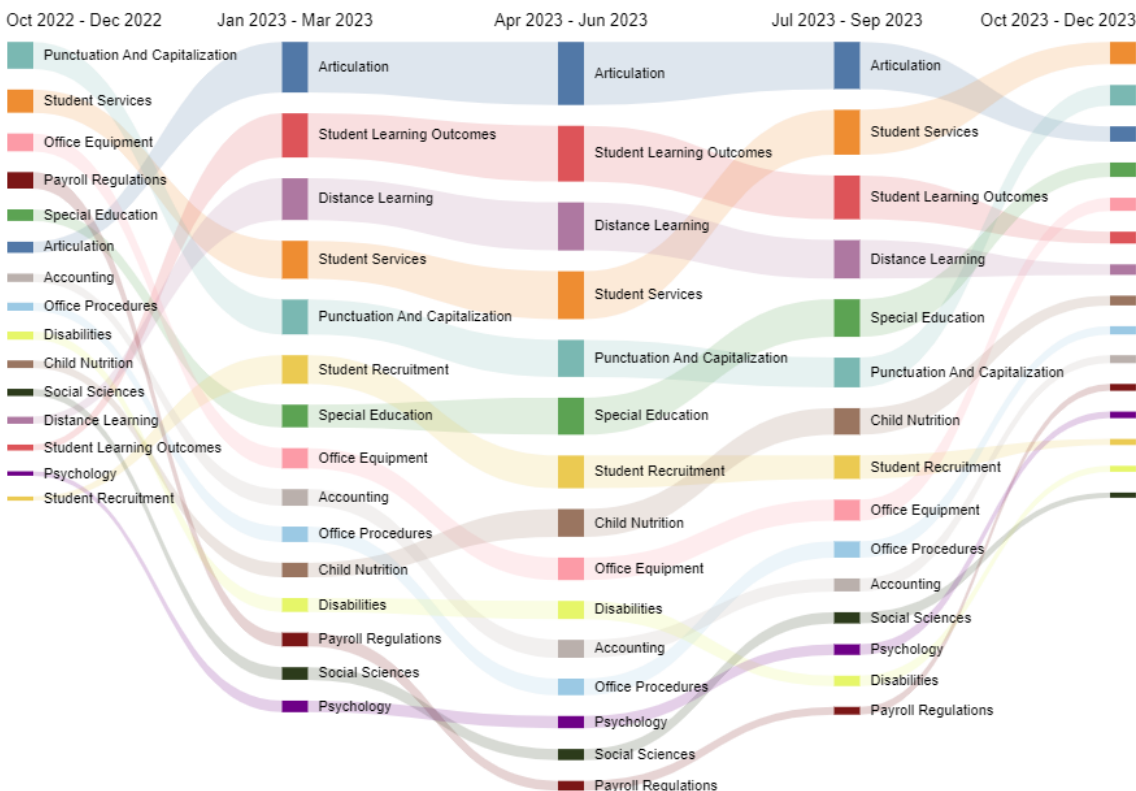 Oct 2022 - Dec 2022
Jan 2023 - Mar 2023
Apr 2023 - Jun 2023
Jul 2023 - Sep 2023
Oct 2023 - Dec 2023
Punctuation And Capitalization
Student Services
Office Equipment
Payroll Regulations
Special Education
Articulation
Accounting
Office Procedures
Disabilities
Child Nutrition
Social Sciences
Distance Learning
Student Learning Outcomes
Psychology
Student Recruitment
Articulation
Student Learning Outcomes
Distance Learning
Student Services
Punctuation And Capitalization
Student Recruitment
Special Education
Office Equipment
Accounting
Office Procedures
Child Nutrition
Disabilities
Payroll Regulations
Social Sciences
Psychology
Articulation
Student Learning Outcomes
Distance Learning
Student Services
Punctuation And Capitalization
Special Education
Student Recruitment
Child Nutrition
Office Equipment
Disabilities
Accounting
Office Procedures
Psychology
Social Sciences
Payroll Regulations
Articulation
Student Services
Student Learning Outcomes
Distance Learning
Special Education
Punctuation And Capitalization
Child Nutrition
Student Recruitment
Office Equipment
Office Procedures
Accounting
Social Sciences
Psychology
Disabilities
Payroll Regulations